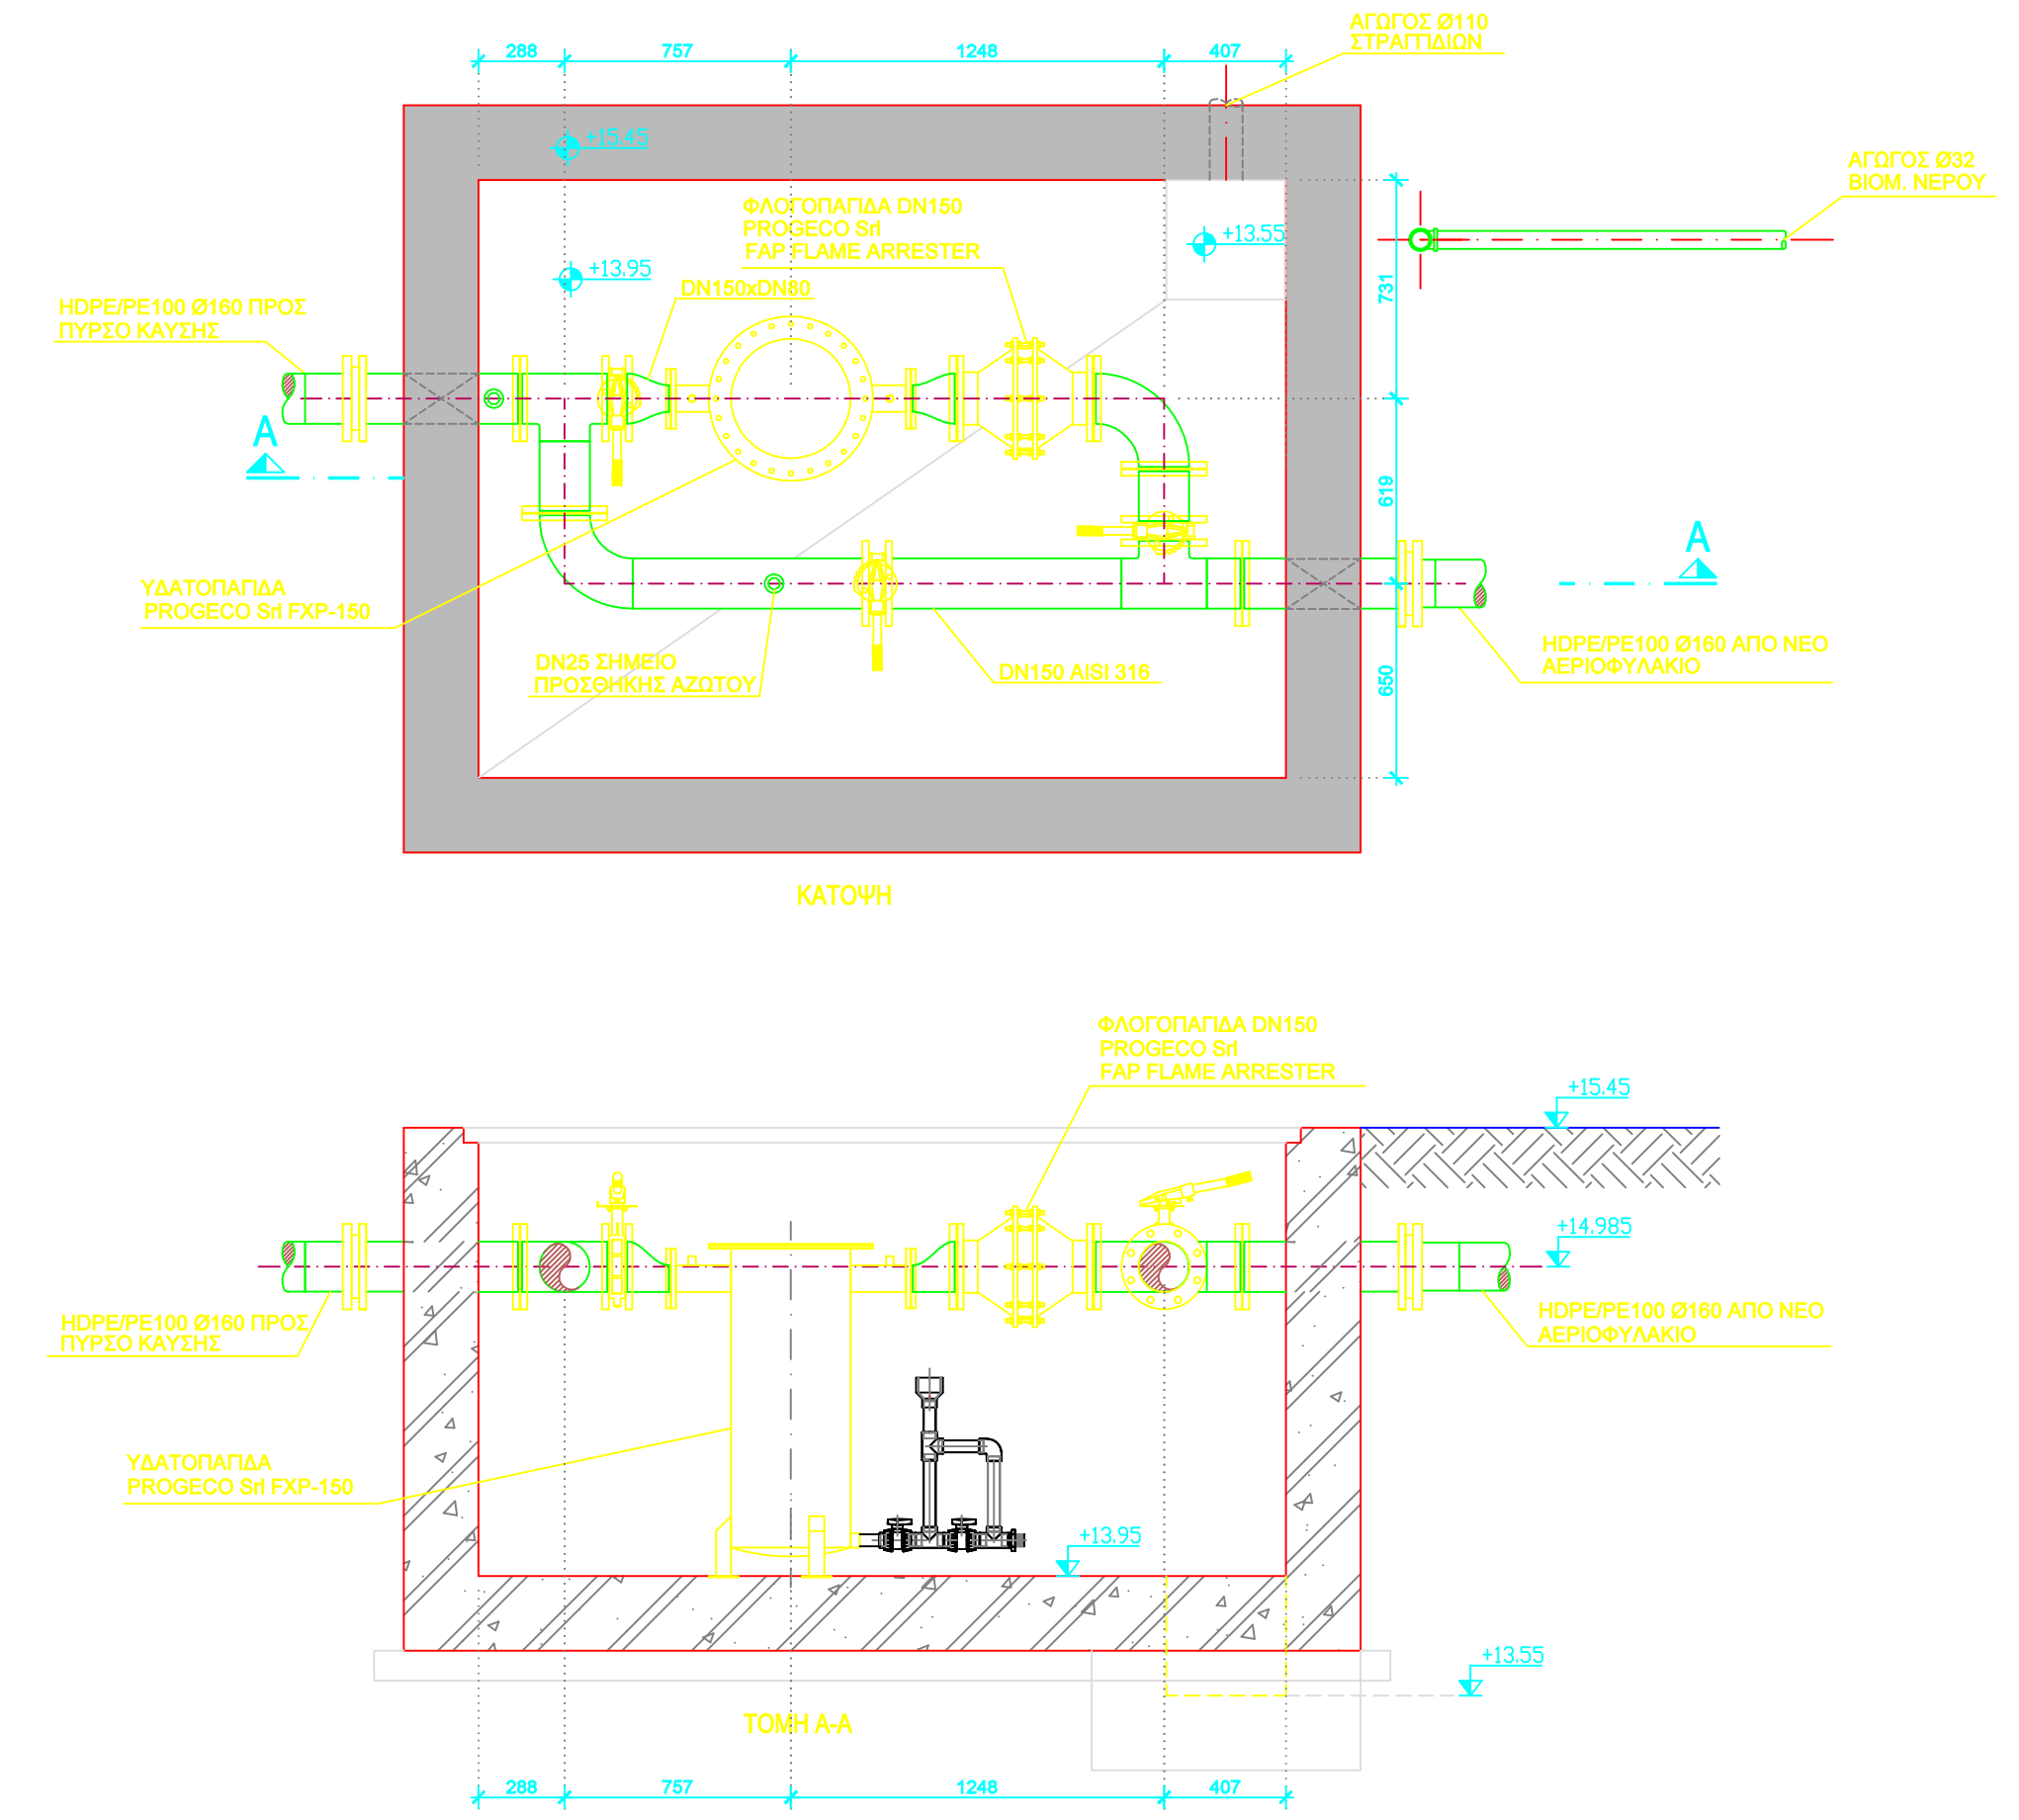 ΑΓΩΓΟΣ Ø110
ΣΤΡΑΓΓΙΔΙΩΝ
288
757
1248
407
+15.45
ΑΓΩΓΟΣ Ø32
ΒΙΟΜ. ΝΕΡΟΥ
ΦΛΟΓΟΠΑΓΙΔΑ DN150
PROGECO Srl
FAP FLAME ARRESTER
+13.55
+13.95
DN150xDN80
731
HDPE/PE100 Ø160 ΠΡΟΣ
ΠΥΡΣΟ ΚΑΥΣΗΣ
A
619
A
ΥΔΑΤΟΠΑΓΙΔΑ
PROGECO Srl FXP-150
DN25 ΣΗΜΕΙΟ
ΠΡΟΣΘΗΚΗΣ ΑΖΩΤΟΥ
DN150 AISI 316
650
HDPE/PE100 Ø160 ΑΠΟ ΝΕΟ
ΑΕΡΙΟΦΥΛΑΚΙΟ
ΚΑΤΟΨΗ
ΦΛΟΓΟΠΑΓΙΔΑ DN150
PROGECO Srl
FAP FLAME ARRESTER
+15.45
+14.985
HDPE/PE100 Ø160 ΠΡΟΣ
ΠΥΡΣΟ ΚΑΥΣΗΣ
HDPE/PE100 Ø160 ΑΠΟ ΝΕΟ
ΑΕΡΙΟΦΥΛΑΚΙΟ
ΥΔΑΤΟΠΑΓΙΔΑ
PROGECO Srl FXP-150
+13.95
+13.55
ΤΟΜΗ Α-Α
288
757
1248
407